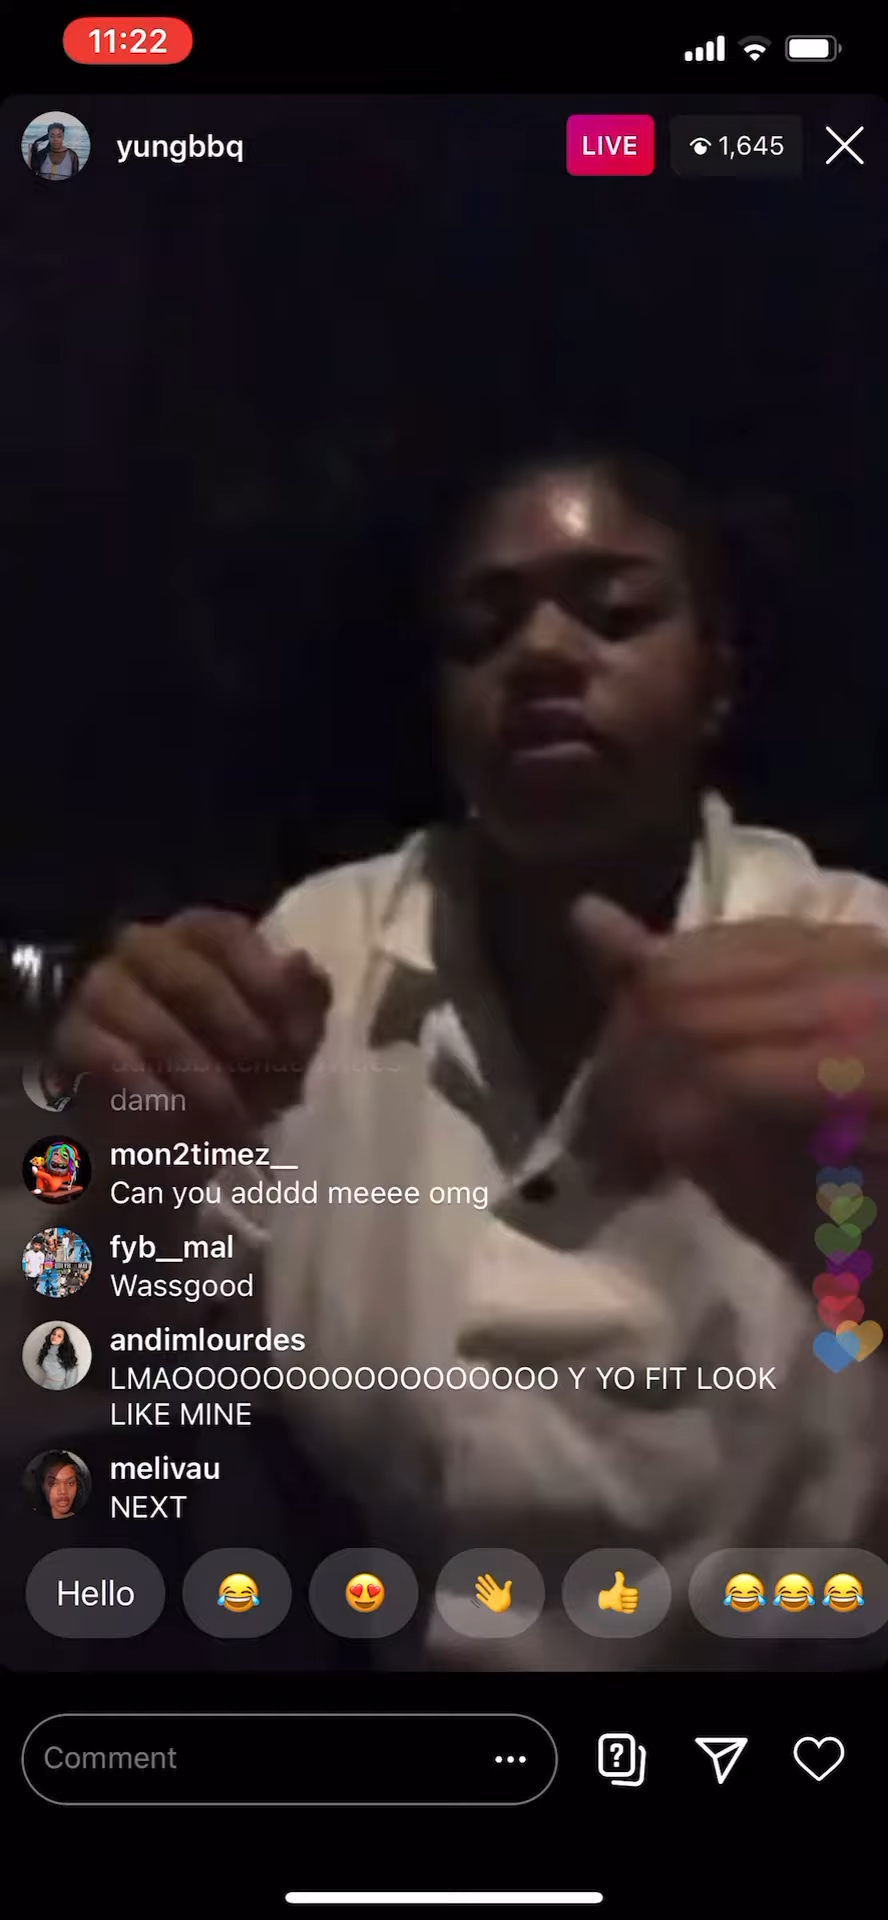 11:22
yungbbq
LIVE
1,645
damn
mon2timez__
Can you adddd meeee omg
fyb__mal
Wassgood
andimlourdes
LMAOOOOOOOOOOOOOOOOO Y YO FIT LOOK
LIKE MINE
melivau
NEXT
Hello
Comment